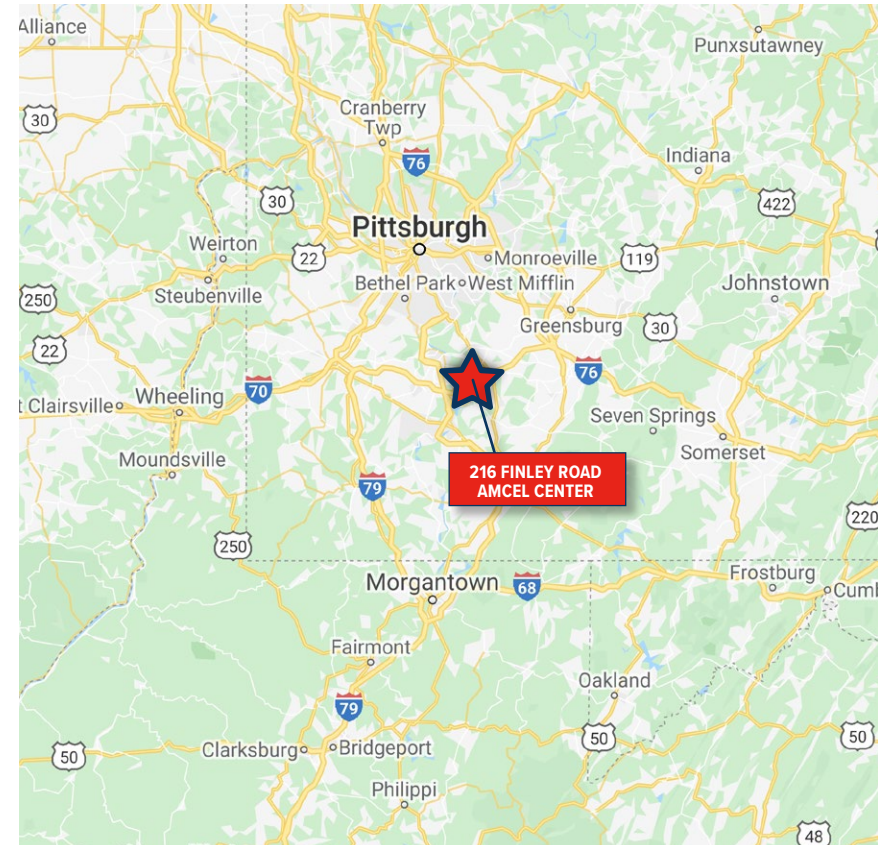 Alliance
Punxsutawney
30
Cranberry
Twp
76
Indiana
30
422
Pittsburgh
Weirton
22
Monroeville
119
250
Steubenville
Bethel Park
West Mifflin
Johnstown
Greensburg
30
22
76
70
t Clairsville
Wheeling
Seven Springs
Somerset
Moundsville
216 FINLEY ROAD
AMCEL CENTER
79
220
250
Morgantown
68
Frostburg
Cumb
Fairmont
Oakland
79
50
50
50
Clarksburg
Bridgeport
Philippi
48